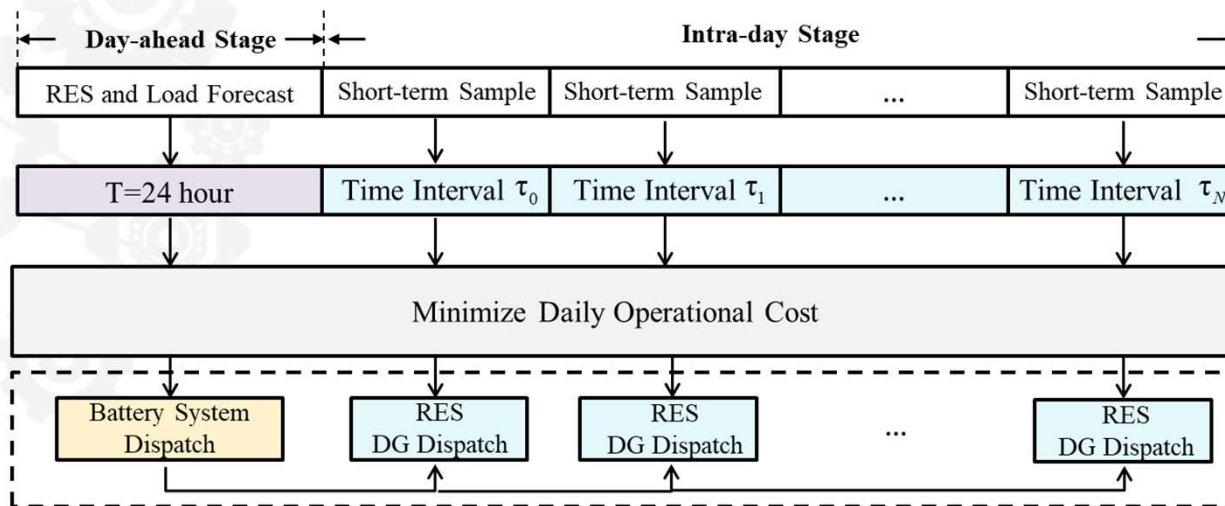 Day-ahead Stage
Intra-day Stage
RES and Load Forecast
Short-term Sample
Short-term Sample
...
Short-term Sample
T=24 hour
Time Interval τ0
Time Interval τ1
...
Time Interval τN
Minimize Daily Operational Cost
Battery System
Dispatch
RES
DG Dispatch
RES
DG Dispatch
...
RES
DG Dispatch